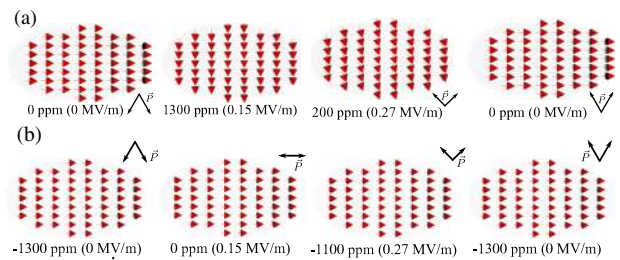 (a)
0 ppm (0 MV/m) P
1300 ppm (0.15 MV/m)
200 ppm (0.27 MV/m) P
0 ppm (0 MV/m) P
(b)
P
P
P
P
-1300 ppm (0 MV/m)
0 ppm (0.15 MV/m)
-1100 ppm (0.27 MV/m)
-1300 ppm (0 MV/m)